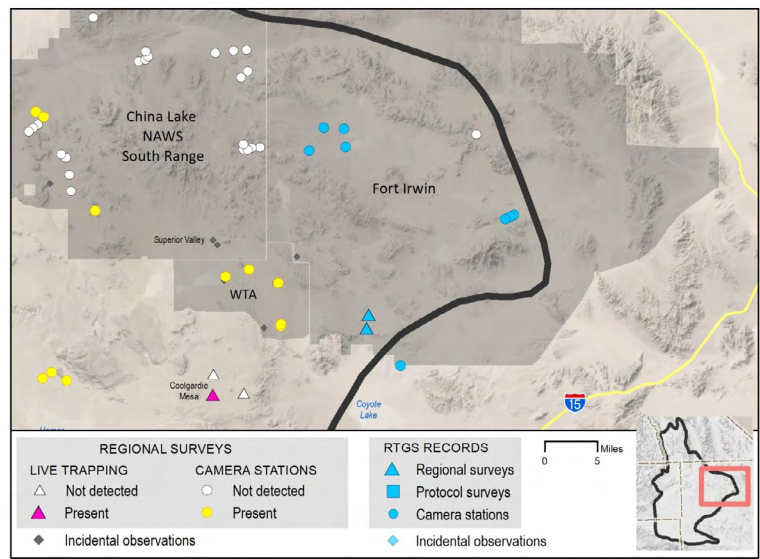 China Lake
NAWS
South Range
Fort Irwin
Superior Valley
WTA
Coolgardie
Mesa
Coyote
Lake
15
REGIONAL SURVEYS
LIVE TRAPPING
CAMERA STATIONS
Not detected
Not detected
Present
Present
Incidental observations
RTGS RECORDS
Regional surveys
Protocol surveys
Camera stations
Incidental observations
Miles
0 5